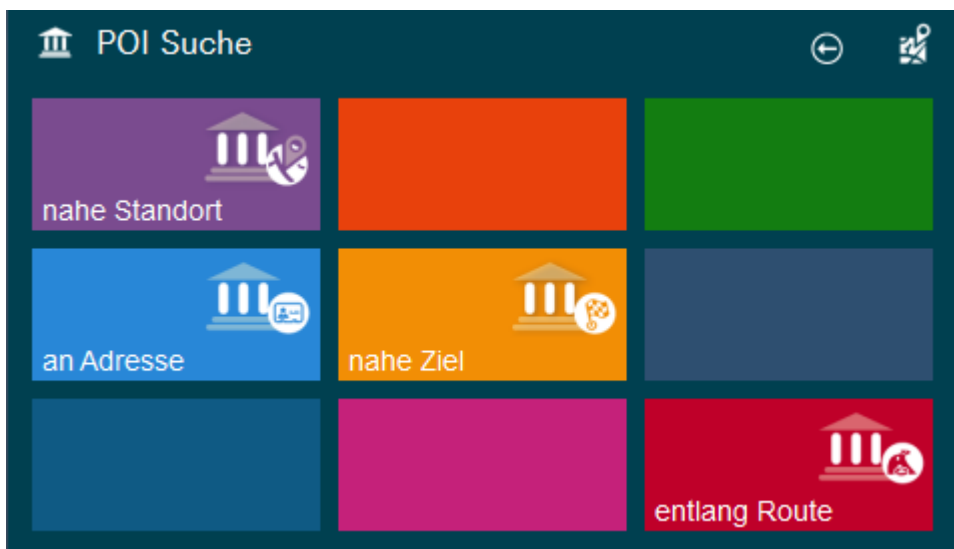 POI Suche
nahe Standort
an Adresse
nahe Ziel
entlang Route